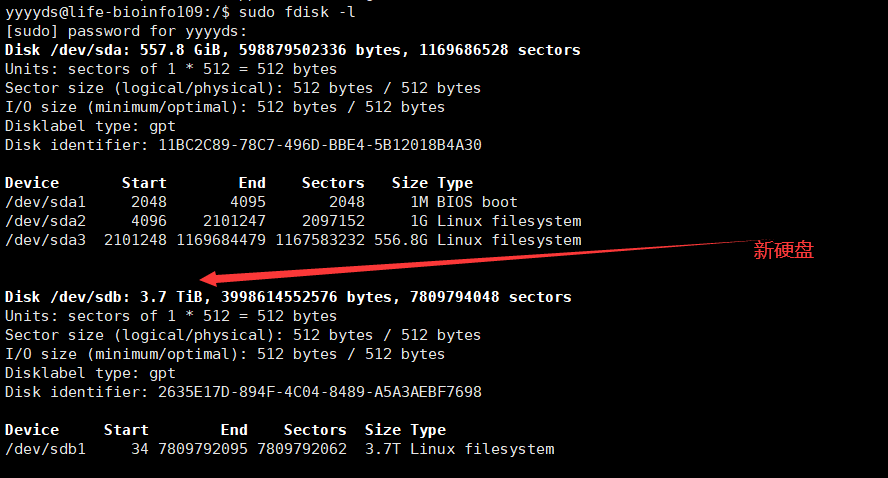 yyyyds@life-bioinfo109:/$ sudo fdisk -l
[sudo] password for yyyyds:
Disk /dev/sda: 557.8 GiB, 598879502336 bytes, 1169686528 sectors
Units: sectors of 1 * 512 = 512 bytes
Sector size (logical/physical): 512 bytes / 512 bytes
I/O size (minimum/optimal): 512 bytes / 512 bytes
Disklabel type: gpt
Disk identifier: 11BC2C89-78C7-496D-BBE4-5B12018B4A30
Device       Start        End    Sectors   Size Type
/dev/sda1     2048       4095       2048     1M BIOS boot
/dev/sda2     4096    2101247    2097152     1G Linux filesystem
/dev/sda3  2101248 1169684479 1167583232 556.8G Linux filesystem
新硬盘
Disk /dev/sdb: 3.7 TiB, 3998614552576 bytes, 7809794048 sectors
Units: sectors of 1 * 512 = 512 bytes
Sector size (logical/physical): 512 bytes / 512 bytes
I/O size (minimum/optimal): 512 bytes / 512 bytes
Disklabel type: gpt
Disk identifier: 2635E17D-894F-4C04-8489-A5A3AEBF7698
Device     Start        End    Sectors  Size Type
/dev/sdb1     34 7809792095 7809792062  3.7T Linux filesystem